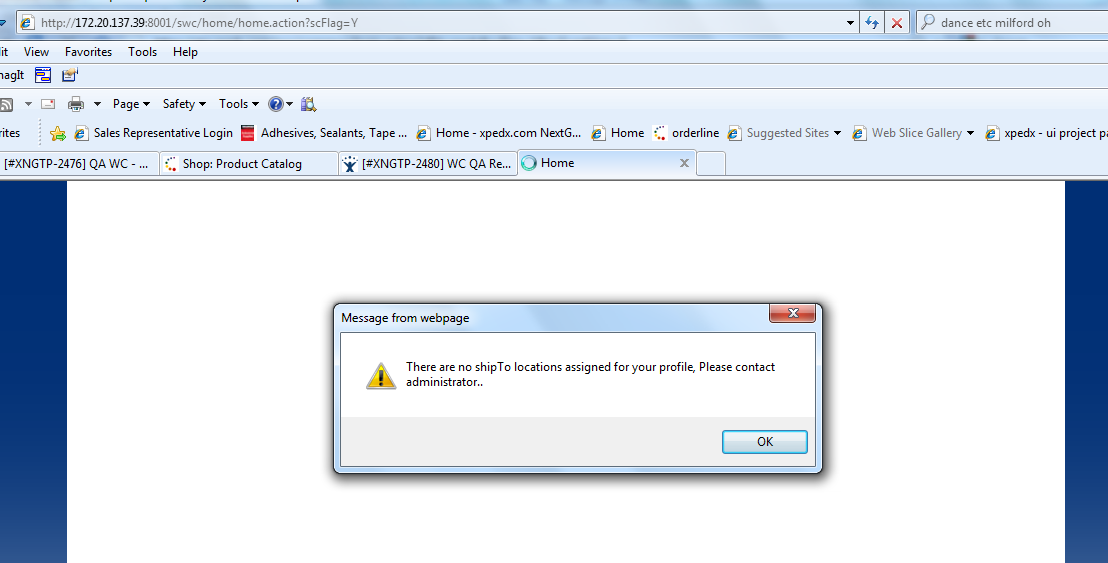 http://172.20.137.39:8001/swc/home/home.action?scFlag=Y dance etc milford oh
it View Favorites Tools Help
nagIt
Page Safety Tools
rites Sales Representative Login Adhesives, Sealants, Tape ... Home - xpedx.com NextG... Home orderline Suggested Sites Web Slice Gallery xpedx - ui project pa
[#XNGTP-2476] QA WC - ... Shop: Product Catalog [#XNGTP-2480] WC QA Re... Home
Message from webpage
There are no shipTo locations assigned for your profile, Please contact
administrator..
OK